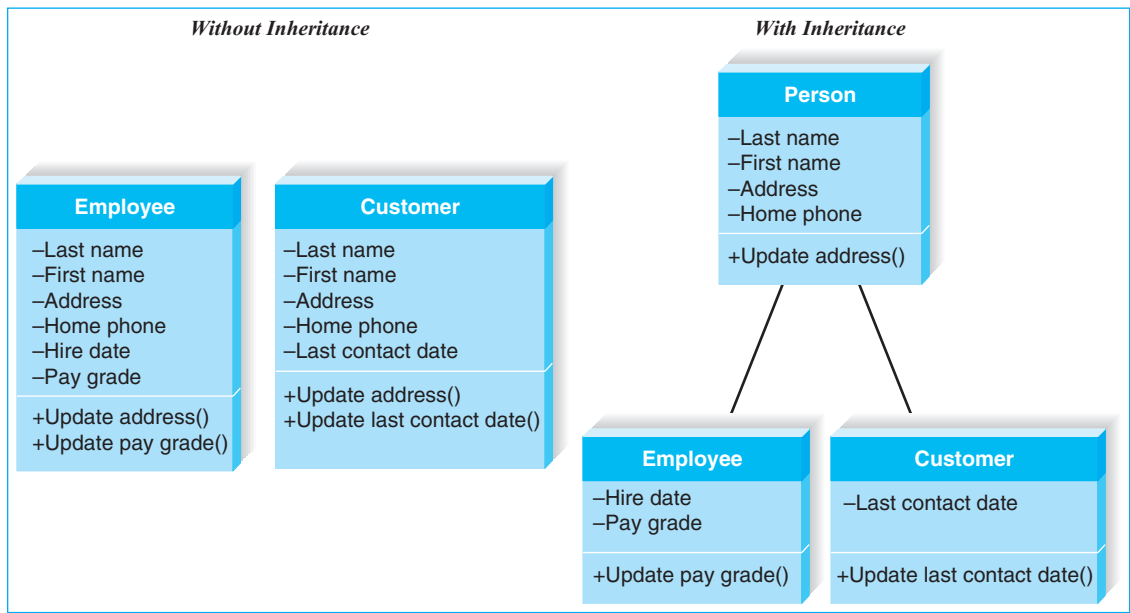 Without Inheritance
Employee
–Last name
–First name
–Address
–Home phone
–Hire date
–Pay grade
+Update address()
+Update pay grade()
Customer
–Last name
–First name
–Address
–Home phone
–Last contact date
+Update address()
+Update last contact date()
With Inheritance
Person
–Last name
–First name
–Address
–Home phone
+Update address()
Employee
–Hire date
–Pay grade
+Update pay grade()
Customer
–Last contact date
+Update last contact date()